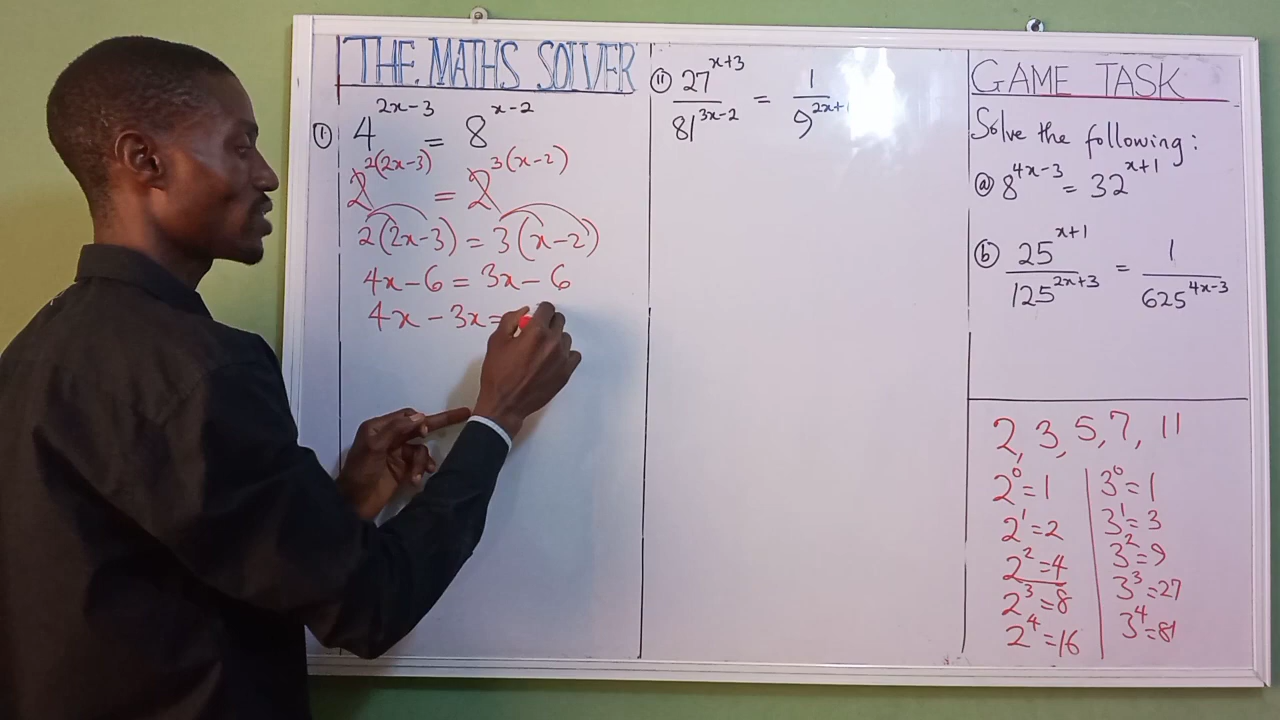 THE MATHS SOLVER
(i) 4^(2x-3) = 8^(x-2)
2^(2(2x-3)) = 2^(3(x-2))
2(2x-3) = 3(x-2)
4x-6 = 3x-6
4x-3x=
(ii) 27^(x+3) / 81^(3x-2) = 1 / 9^(2x+1)
GAME TASK
Solve the following:
(a) 8^(4x-3) = 32^(x+1)
(b) 25^(x+1) / 125^(2x+3) = 1 / 625^(4x-3)
2, 3, 5, 7, 11
2^0=1
2^1=2
2^2=4
2^3=8
2^4=16
3^0=1
3^1=3
3^2=9
3^3=27
3^4=81